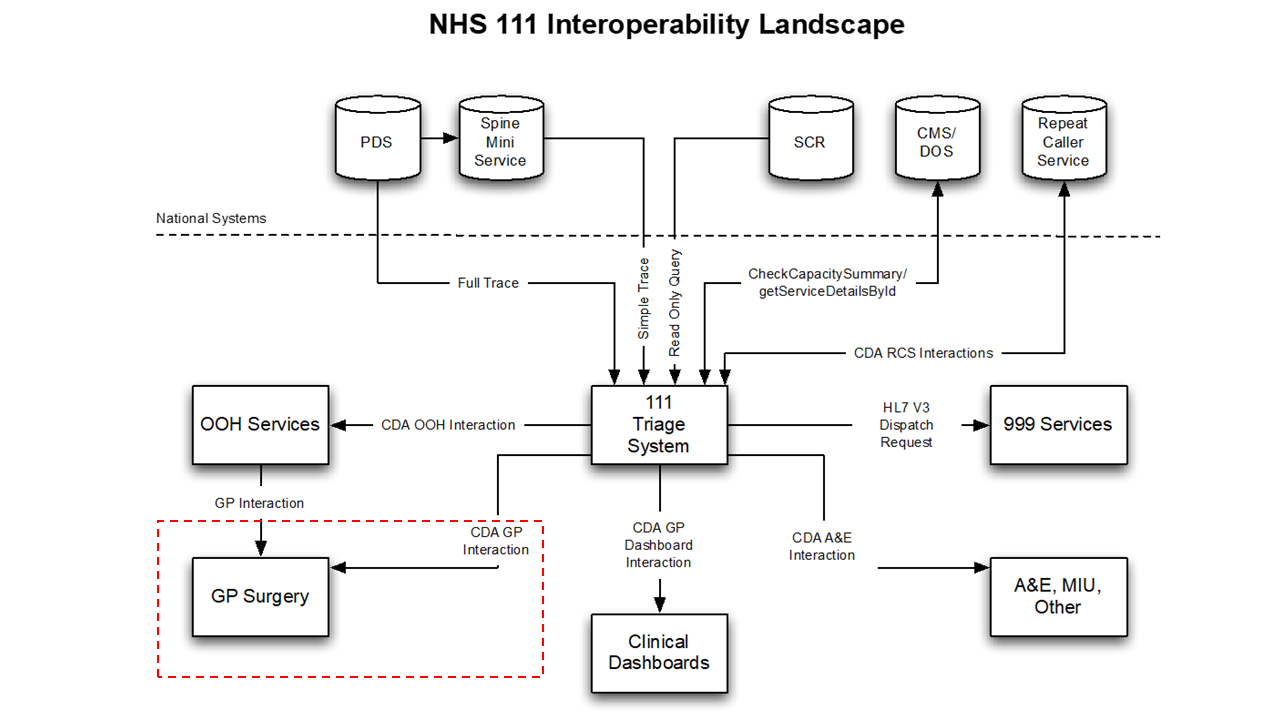 NHS 111 Interoperability Landscape
PDS
Spine
Mini
Service
SCR
CMS/
DOS
Repeat
Caller
Service
National Systems
Full Trace
Simple Trace
Read Only Query
CheckCapacitySummary/
getServiceDetailsById
CDA RCS Interactions
OOH Services
CDA OOH Interaction
111
Triage
System
HL7 V3
Dispatch
Request
999 Services
GP Interaction
CDA GP
Interaction
CDA GP
Dashboard
Interaction
CDA A&E
Interaction
GP Surgery
A&E, MIU,
Other
Clinical
Dashboards